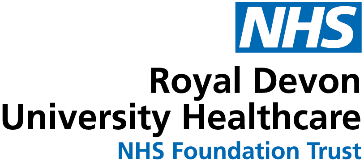 NHS
Royal Devon
University Healthcare
NHS Foundation Trust